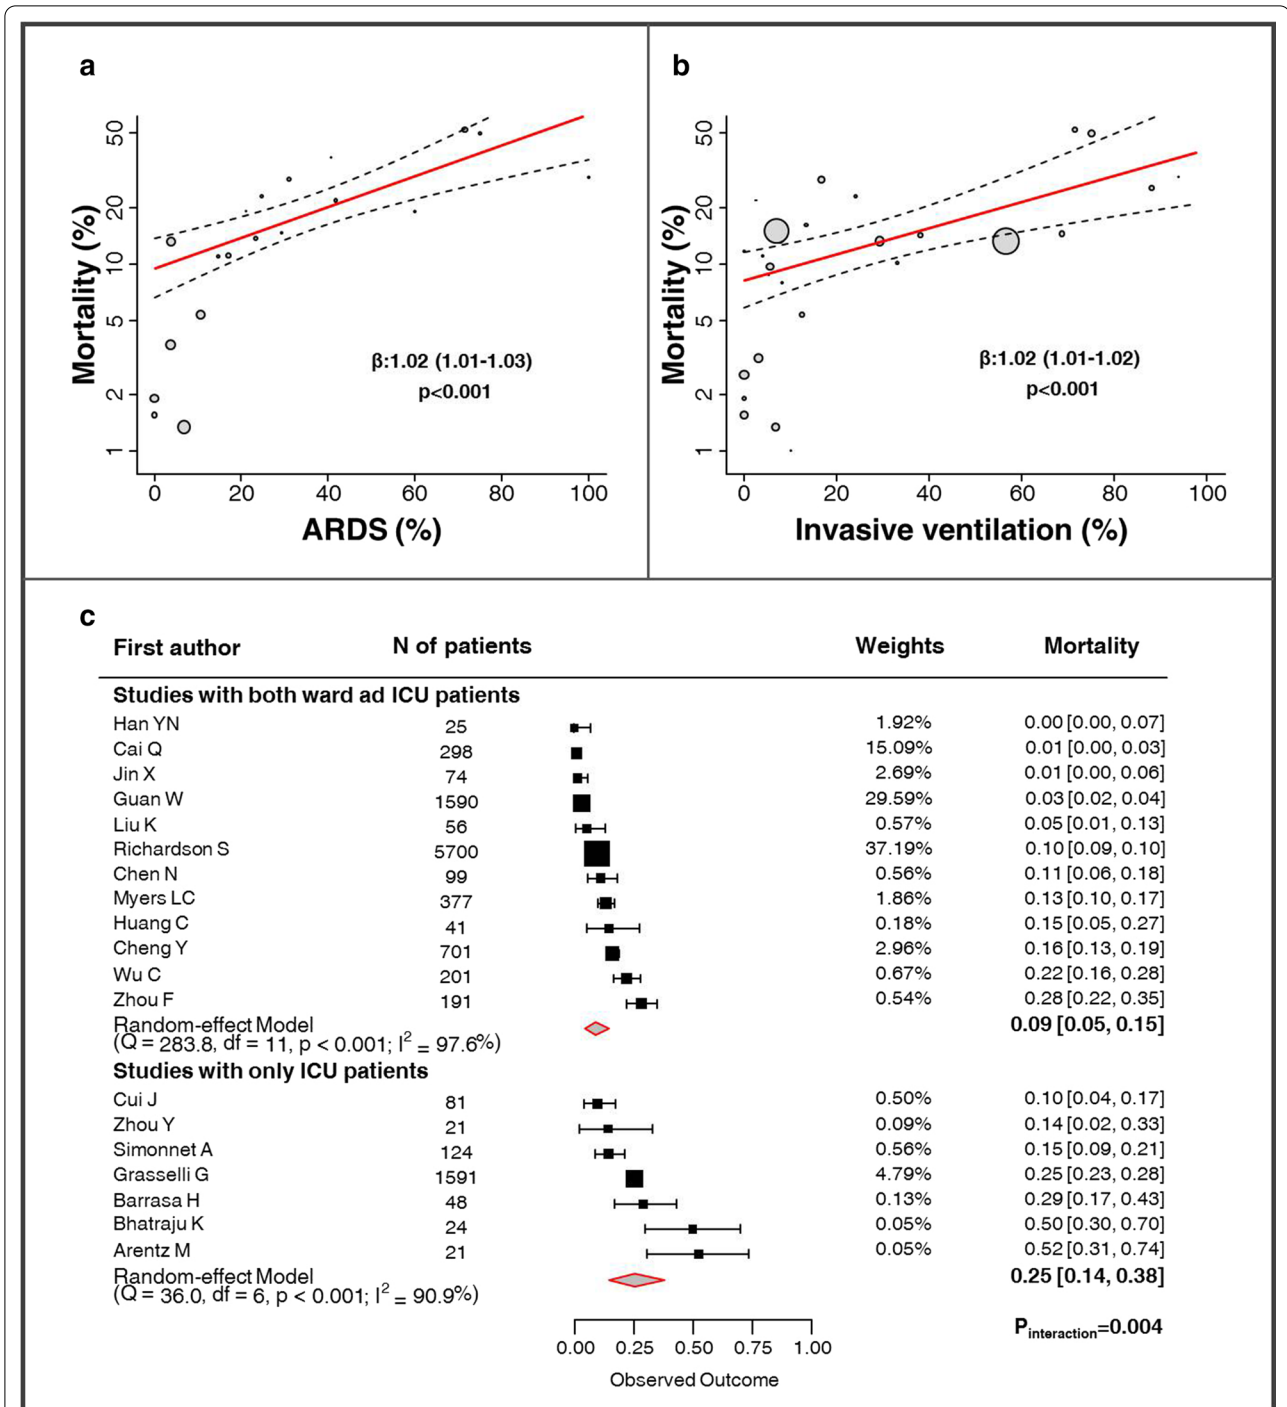 a
50
20
10
5
2
1
Mortality (%)
β:1.02 (1.01-1.03)
p<0.001
0 20 40 60 80 100
ARDS (%)
b
50
20
10
5
2
1
Mortality (%)
β:1.02 (1.01-1.02)
p<0.001
0 20 40 60 80 100
Invasive ventilation (%)
c
First author N of patients Weights Mortality
Studies with both ward ad ICU patients
Han YN 25 1.92% 0.00 [0.00, 0.07]
Cai Q 298 15.09% 0.01 [0.00, 0.03]
Jin X 74 2.69% 0.01 [0.00, 0.06]
Guan W 1590 29.59% 0.03 [0.02, 0.04]
Liu K 56 0.57% 0.05 [0.01, 0.13]
Richardson S 5700 37.19% 0.10 [0.09, 0.10]
Chen N 99 0.56% 0.11 [0.06, 0.18]
Myers LC 377 1.86% 0.13 [0.10, 0.17]
Huang C 41 0.18% 0.15 [0.05, 0.27]
Cheng Y 701 2.96% 0.16 [0.13, 0.19]
Wu C 201 0.67% 0.22 [0.16, 0.28]
Zhou F 191 0.54% 0.28 [0.22, 0.35]
Random-effect Model 0.09 [0.05, 0.15]
(Q = 283.8, df = 11, p < 0.001; I² = 97.6%)
Studies with only ICU patients
Cui J 81 0.50% 0.10 [0.04, 0.17]
Zhou Y 21 0.09% 0.14 [0.02, 0.33]
Simonnet A 124 0.56% 0.15 [0.09, 0.21]
Grasselli G 1591 4.79% 0.25 [0.23, 0.28]
Barrasa H 48 0.13% 0.29 [0.17, 0.43]
Bhatraju K 24 0.05% 0.50 [0.30, 0.70]
Arentz M 21 0.05% 0.52 [0.31, 0.74]
Random-effect Model 0.25 [0.14, 0.38]
(Q = 36.0, df = 6, p < 0.001; I² = 90.9%)
Pinteraction=0.004
0.00 0.25 0.50 0.75 1.00
Observed Outcome